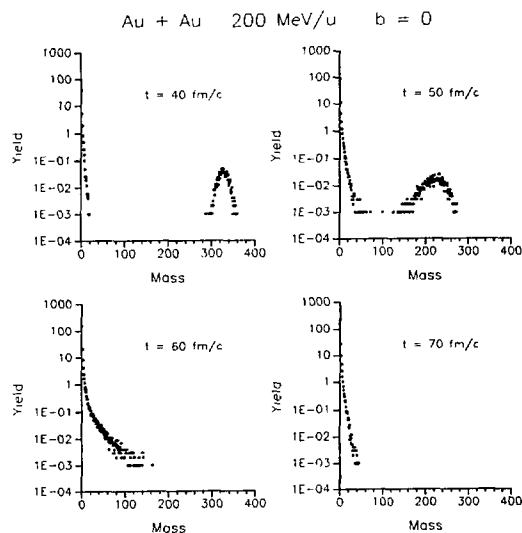 Au + Au 200 MeV/u b = 0
1000
100
10
1
1E-01
1E-02
1E-03
1E-04
Yield
t = 40 fm/c
0 100 200 300 400
Mass
1000
100
10
1
1E-01
1E-02
1E-03
1E-04
Yield
t = 50 fm/c
0 100 200 300 400
Mass
1000
100
10
1
1E-01
1E-02
1E-03
1E-04
Yield
t = 60 fm/c
0 100 200 300 400
Mass
1000
100
10
1
1E-01
1E-02
1E-03
1E-04
Yield
t = 70 fm/c
0 100 200 300 400
Mass